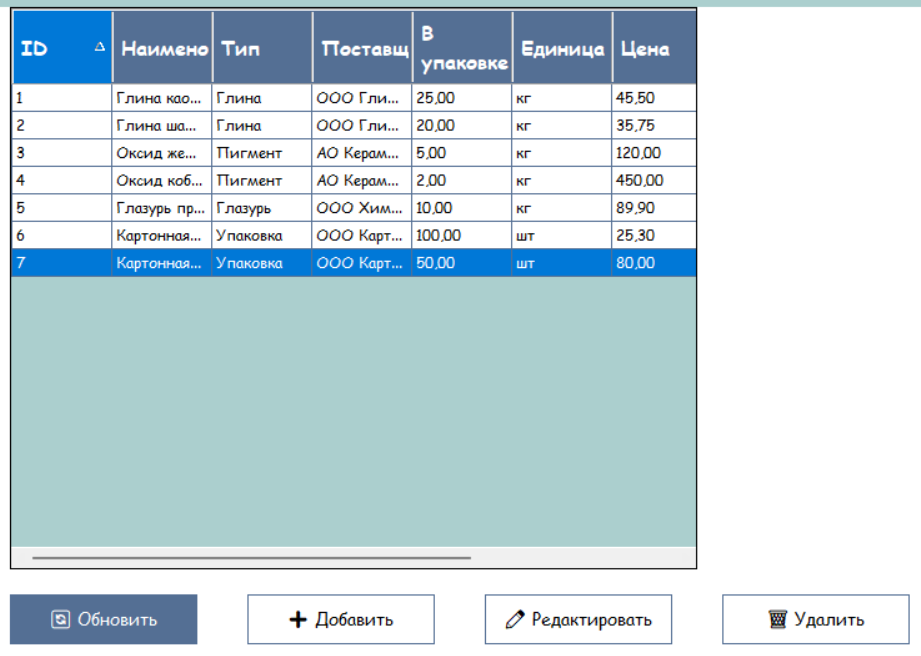 ID Наимено Тип Поставщ В упаковке Единица Цена
1 Глина као... Глина ООО Гли... 25,00 кг 45,50
2 Глина ша... Глина ООО Гли... 20,00 кг 35,75
3 Оксид же... Пигмент АО Керам... 5,00 кг 120,00
4 Оксид коб... Пигмент АО Керам... 2,00 кг 450,00
5 Глазурь пр... Глазурь ООО Хим... 10,00 кг 89,90
6 Картонная... Упаковка ООО Карт... 100,00 шт 25,30
7 Картонная... Упаковка ООО Карт... 50,00 шт 80,00
Обновить Добавить Редактировать Удалить